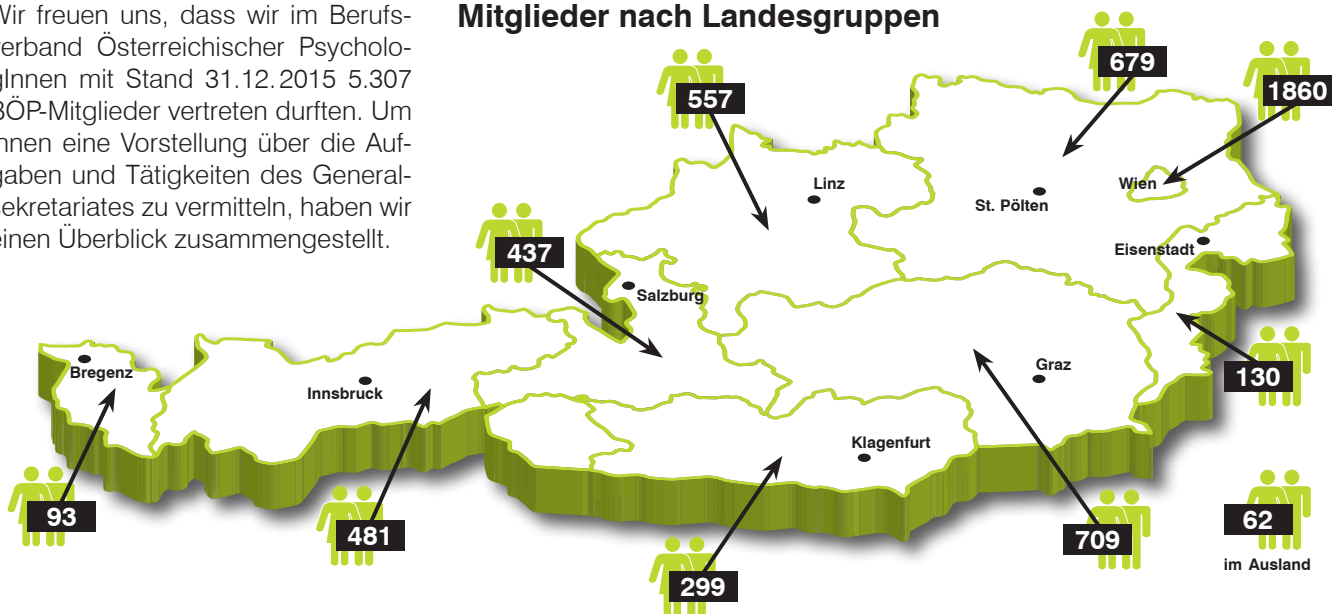 Wir freuen uns, dass wir im Berufs-
verband Österreichischer Psycholo-
gInnen mit Stand 31.12.2015 5.307
BÖP-Mitglieder vertreten durften. Um
Ihnen eine Vorstellung über die Auf-
gaben und Tätigkeiten des General-
sekretariates zu vermitteln, haben wir
einen Überblick zusammengestellt.
Mitglieder nach Landesgruppen
679
557
1860
Linz
Wien
St. Pölten
437
Eisenstadt
Salzburg
Bregenz
Graz
130
Innsbruck
Klagenfurt
93
62
481
709
im Ausland
299